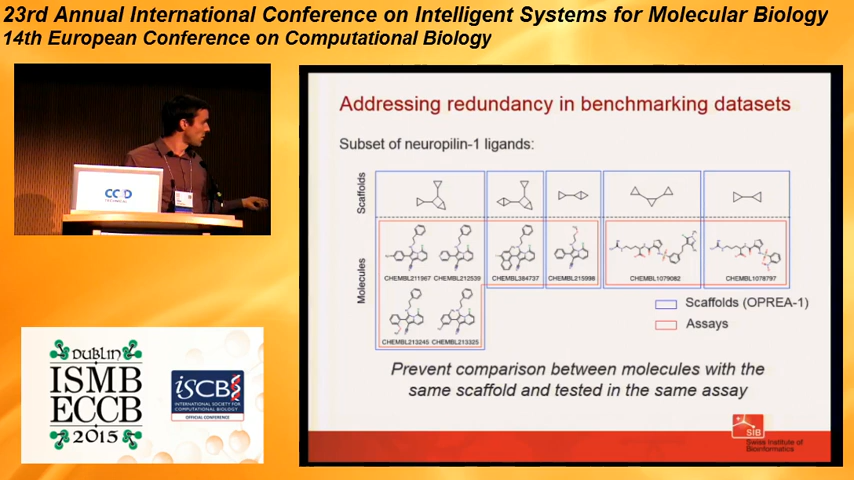 23rd Annual International Conference on Intelligent Systems for Molecular Biology
14th European Conference on Computational Biology
Addressing redundancy in benchmarking datasets
Subset of neuropilin-1 ligands:
Scaffolds
Molecules
CHEMBL211967 CHEMBL212539 CHEMBL384737 CHEMBL215998 CHEMBL1079082 CHEMBL1078797
CHEMBL213245 CHEMBL213325
Scaffolds (OPREA-1)
Assays
Prevent comparison between molecules with the
same scaffold and tested in the same assay
SIB
Swiss Institute of
Bioinformatics
CCD
DUBLIN
ISMB
ECCB
2015
ISCB
INTERNATIONAL SOCIETY FOR
COMPUTATIONAL BIOLOGY
OFFICIAL CONFERENCE